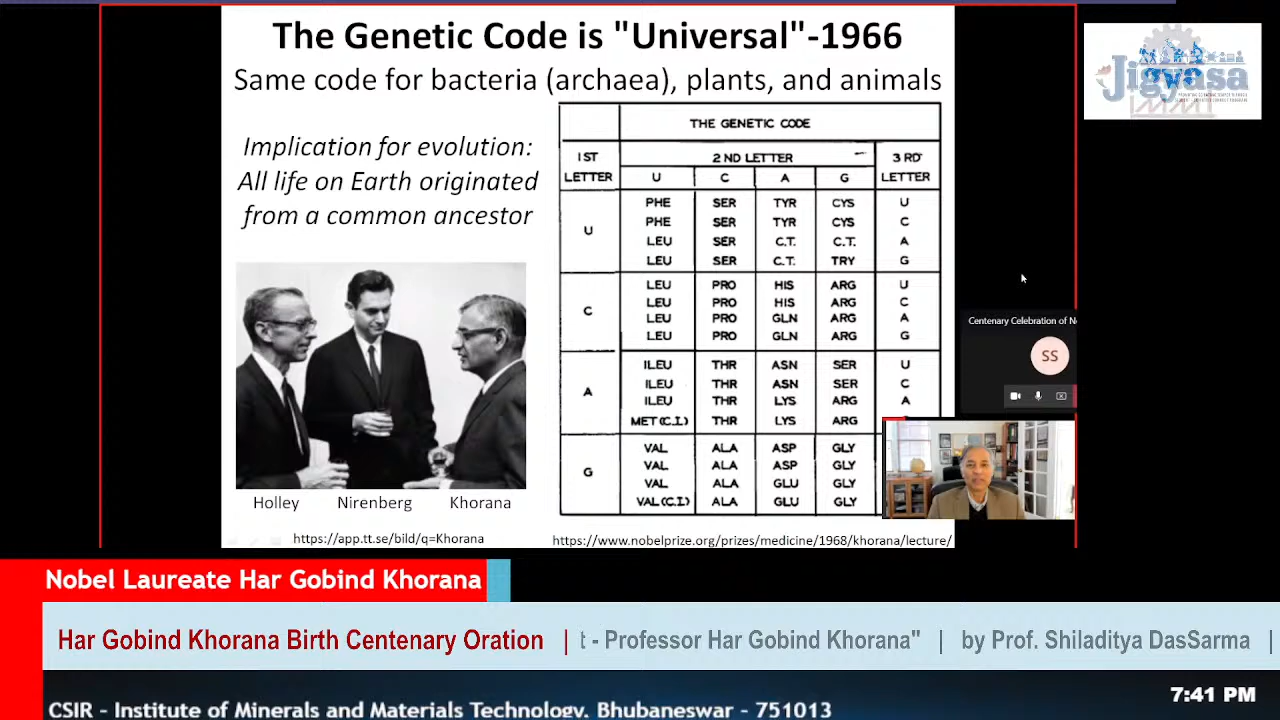 The Genetic Code is "Universal"-1966
Same code for bacteria (archaea), plants, and animals
Implication for evolution:
All life on Earth originated
from a common ancestor
Holley Nirenberg Khorana
https://app.tt.se/bild/q=Khorana
THE GENETIC CODE
1ST LETTER 2ND LETTER 3RD LETTER
U C A G
U
PHE SER TYR CYS U
PHE SER TYR CYS C
LEU SER C.T. C.T. A
LEU SER C.T. TRY G
C
LEU PRO HIS ARG U
LEU PRO HIS ARG C
LEU PRO GLN ARG A
LEU PRO GLN ARG G
A
ILEU THR ASN SER U
ILEU THR ASN SER C
ILEU THR LYS ARG A
MET (C.I.) THR LYS ARG
G
VAL ALA ASP GLY
VAL ALA ASP GLY
VAL ALA GLU GLY
VAL (C.I.) ALA GLU GLY
https://www.nobelprize.org/prizes/medicine/1968/khorana/lecture/
Jigyasa
Centenary Celebration of N
SS
Nobel Laureate Har Gobind Khorana
Har Gobind Khorana Birth Centenary Oration | t - Professor Har Gobind Khorana" | by Prof. Shiladitya DasSarma |
7:41 PM
CSIR - Institute of Minerals and Materials Technology, Bhubaneswar - 751013